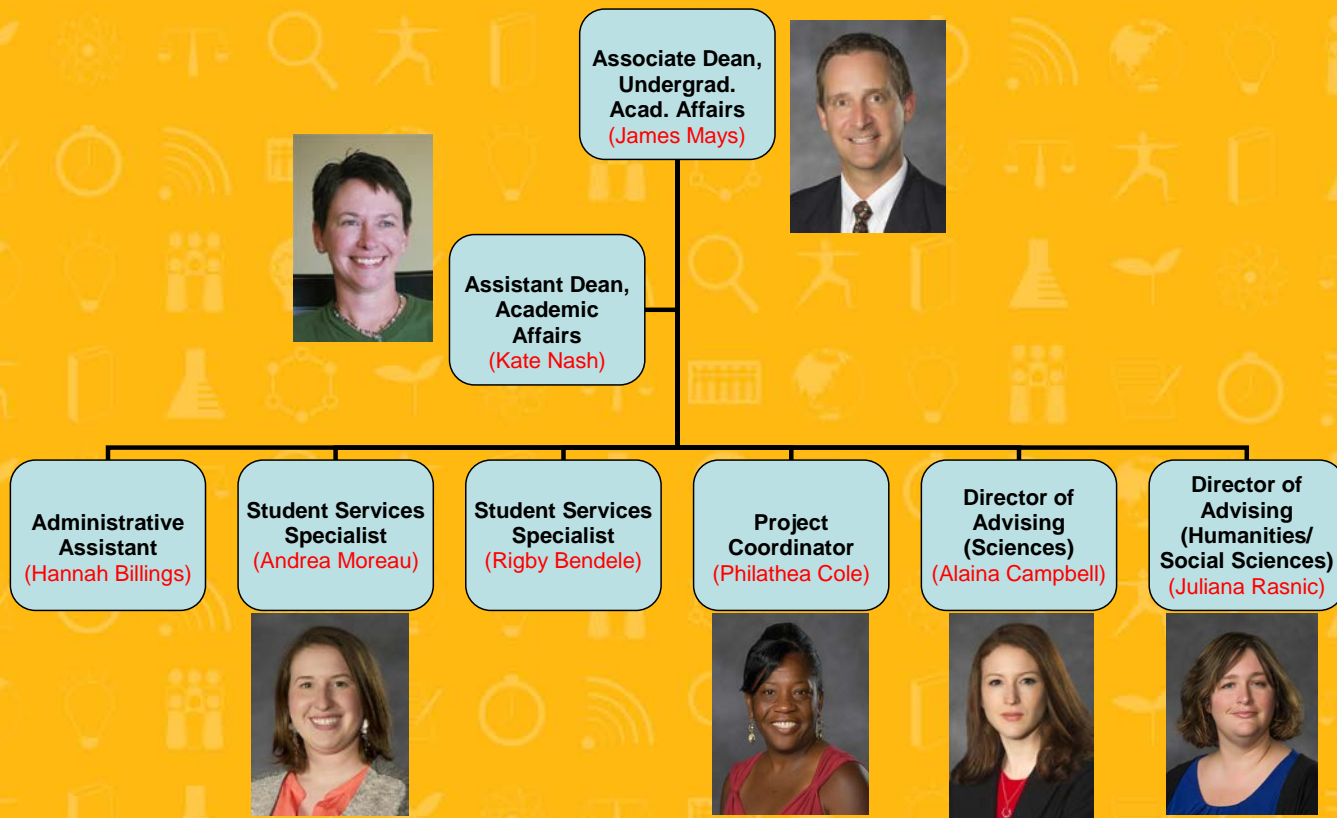 Associate Dean,
Undergrad.
Acad. Affairs
(James Mays)
Assistant Dean,
Academic
Affairs
(Kate Nash)
Administrative
Assistant
(Hannah Billings)
Student Services
Specialist
(Andrea Moreau)
Student Services
Specialist
(Rigby Bendele)
Project
Coordinator
(Philathea Cole)
Director of
Advising
(Sciences)
(Alaina Campbell)
Director of
Advising
(Humanities/
Social Sciences)
(Juliana Rasnic)